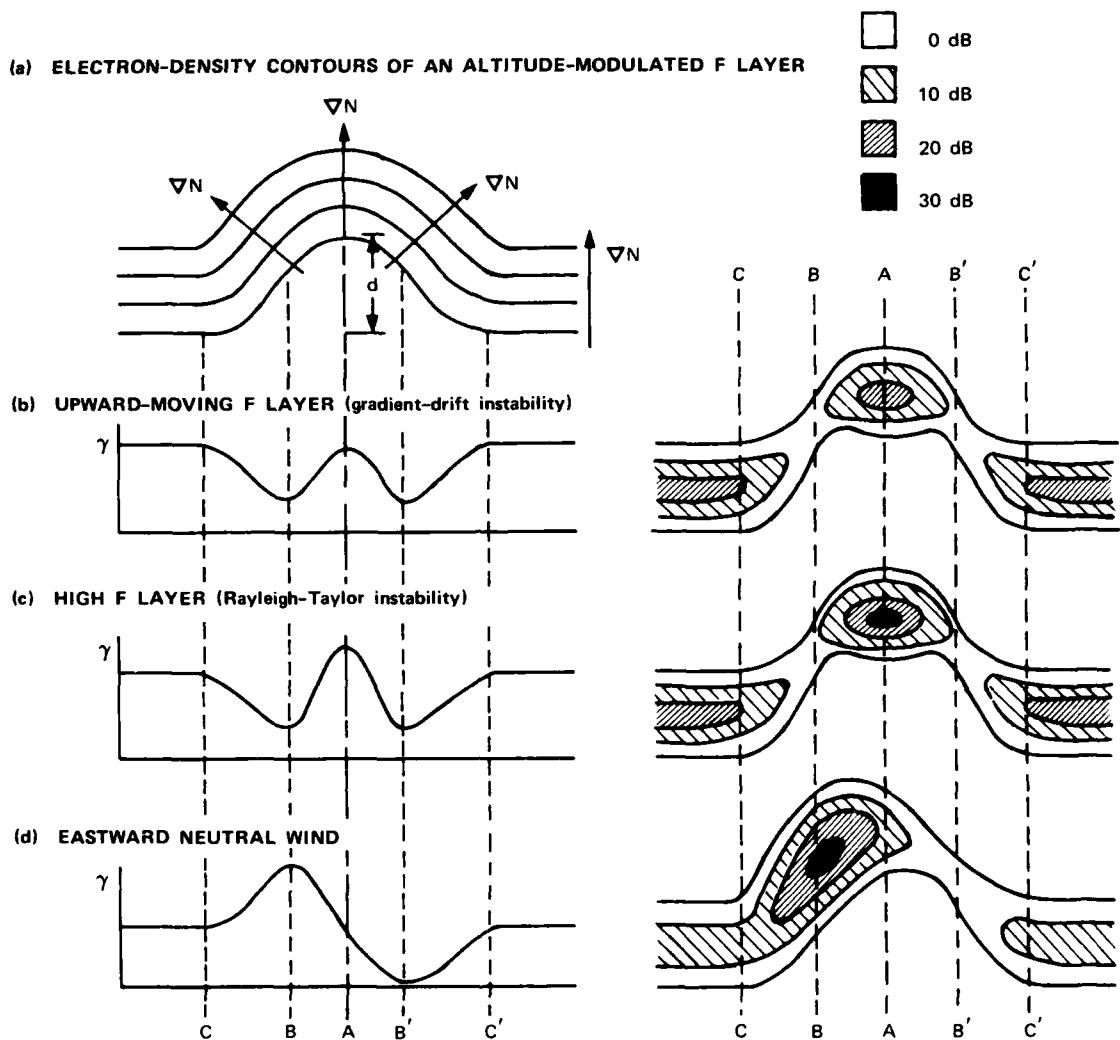 (a) ELECTRON-DENSITY CONTOURS OF AN ALTITUDE-MODULATED F LAYER
0 dB
10 dB
20 dB
30 dB
∇N
∇N
∇N
∇N
d
C B A B′ C′
(b) UPWARD-MOVING F LAYER (gradient-drift instability)
γ
(c) HIGH F LAYER (Rayleigh-Taylor instability)
γ
(d) EASTWARD NEUTRAL WIND
γ
C B A B′ C′
C B A B′ C′